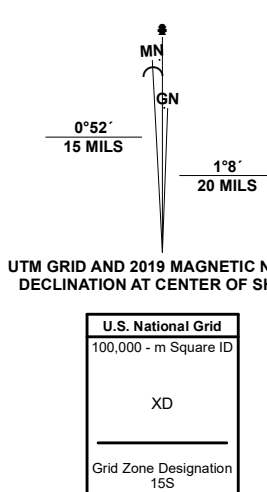 MN
GN
0°52´
15 MILS
1°8´
20 MILS
UTM GRID AND 2019 MAGNETIC N
DECLINATION AT CENTER OF SH
U.S. National Grid
100,000 - m Square ID
XD
Grid Zone Designation
15S